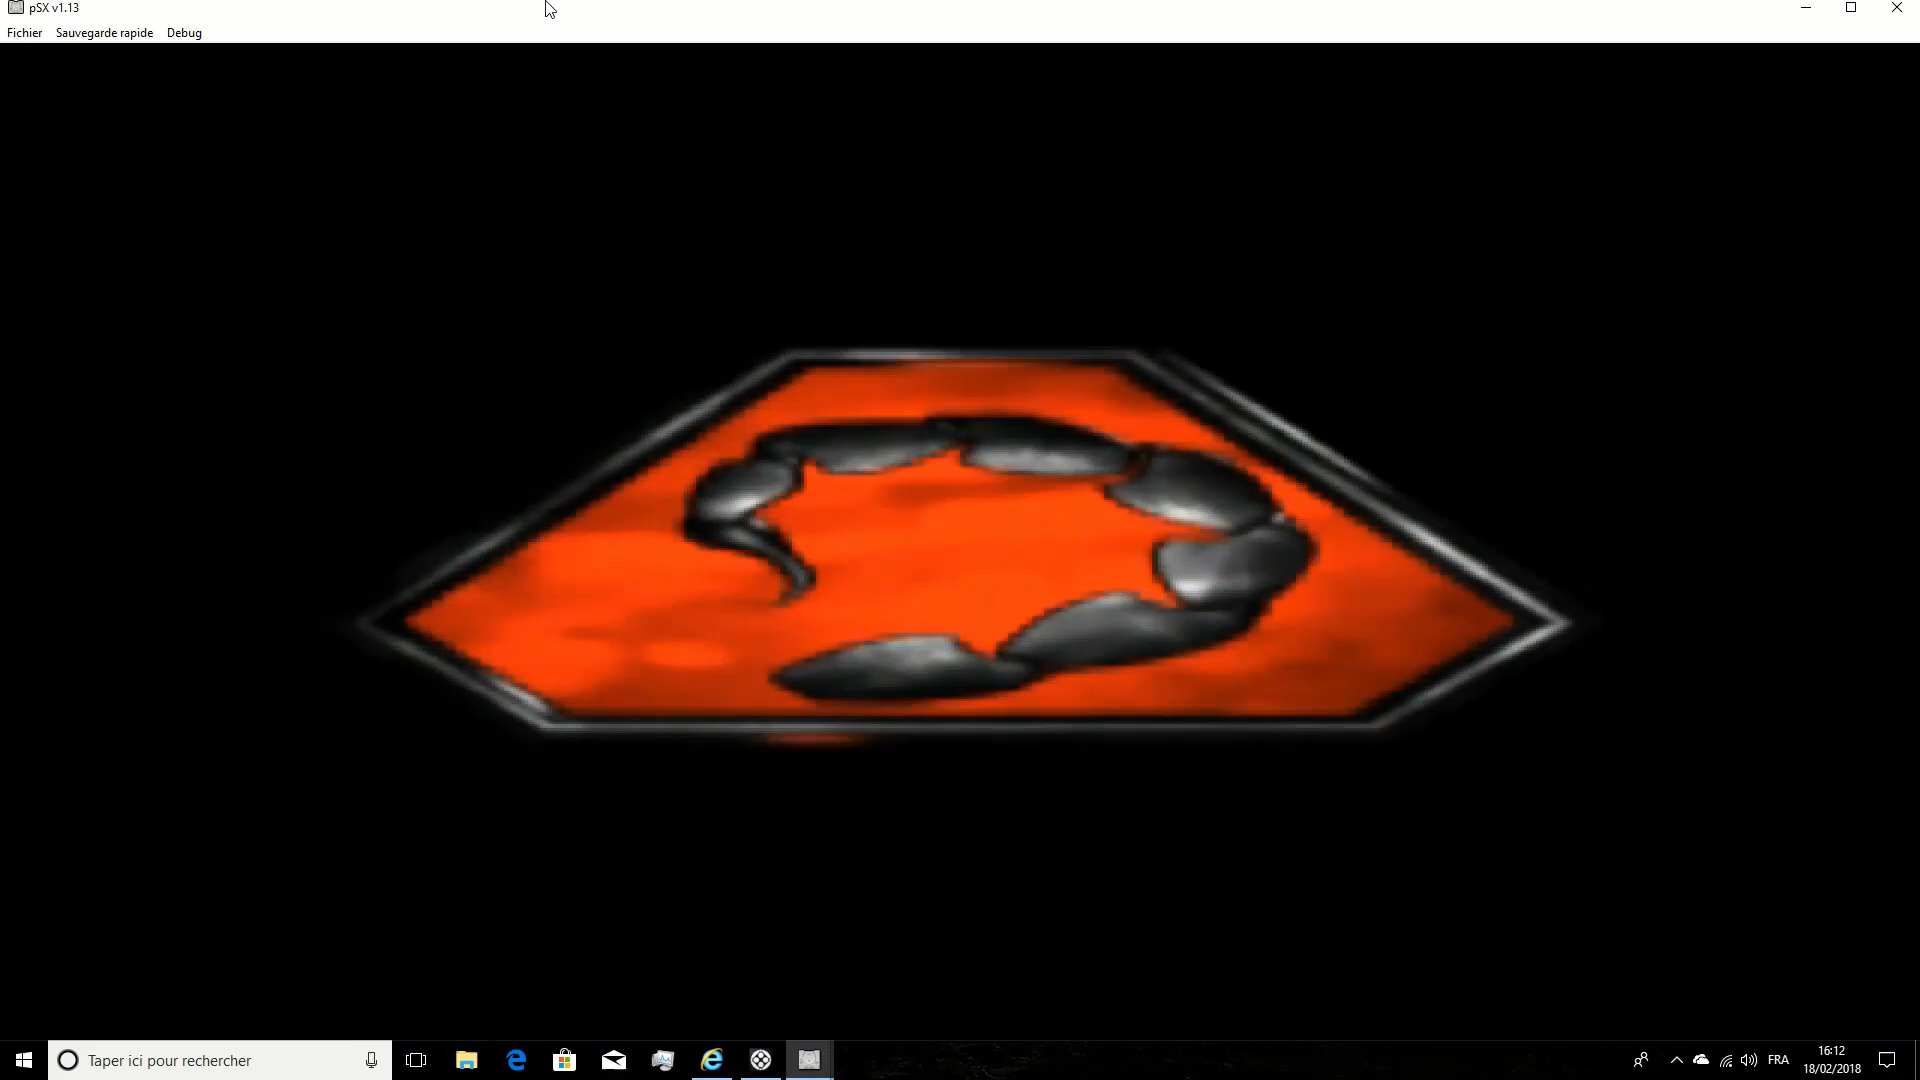 pSX v1.13
Fichier Sauvegarde rapide Debug
Taper ici pour rechercher
FRA
16:12
18/02/2018